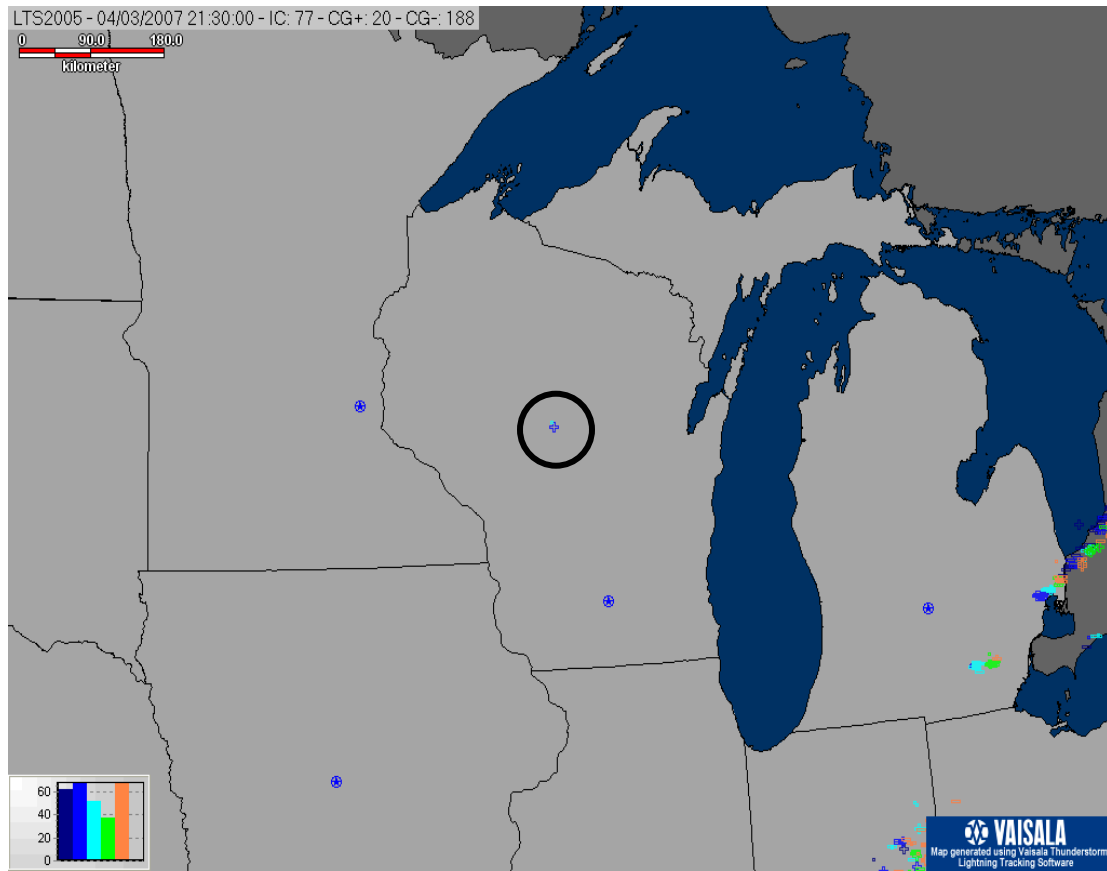 LTS2005 - 04/03/2007 21:30:00 - IC: 77 - CG+: 20 - CG-: 188
0 90.0 180.0
kilometer
60
40
20
0
VAISALA
Map generated using Vaisala Thunderstorm
Lightning Tracking Software